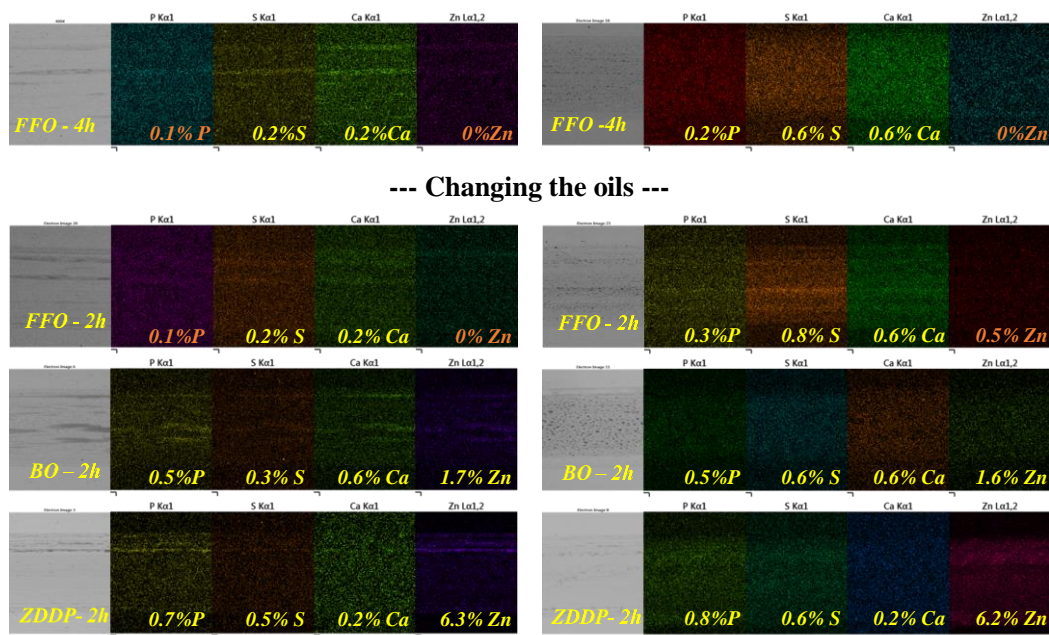 P Kα1 S Kα1 Ca Kα1 Zn Lα1,2
FFO - 4h 0.1% P 0.2%S 0.2%Ca 0%Zn
Electron Image 16 P Kα1 S Kα1 Ca Kα1 Zn Lα1,2
FFO -4h 0.2%P 0.6% S 0.6% Ca 0%Zn
--- Changing the oils ---
P Kα1 S Kα1 Ca Kα1 Zn Lα1,2
FFO - 2h 0.1%P 0.2% S 0.2% Ca 0% Zn
P Kα1 S Kα1 Ca Kα1 Zn Lα1,2
FFO - 2h 0.3%P 0.8% S 0.6% Ca 0.5% Zn
P Kα1 S Kα1 Ca Kα1 Zn Lα1,2
BO – 2h 0.5%P 0.3% S 0.6% Ca 1.7% Zn
P Kα1 S Kα1 Ca Kα1 Zn Lα1,2
BO – 2h 0.5%P 0.6% S 0.6% Ca 1.6% Zn
P Kα1 S Kα1 Ca Kα1 Zn Lα1,2
ZDDP- 2h 0.7%P 0.5% S 0.2% Ca 6.3% Zn
P Kα1 S Kα1 Ca Kα1 Zn Lα1,2
ZDDP- 2h 0.8%P 0.6% S 0.2% Ca 6.2% Zn